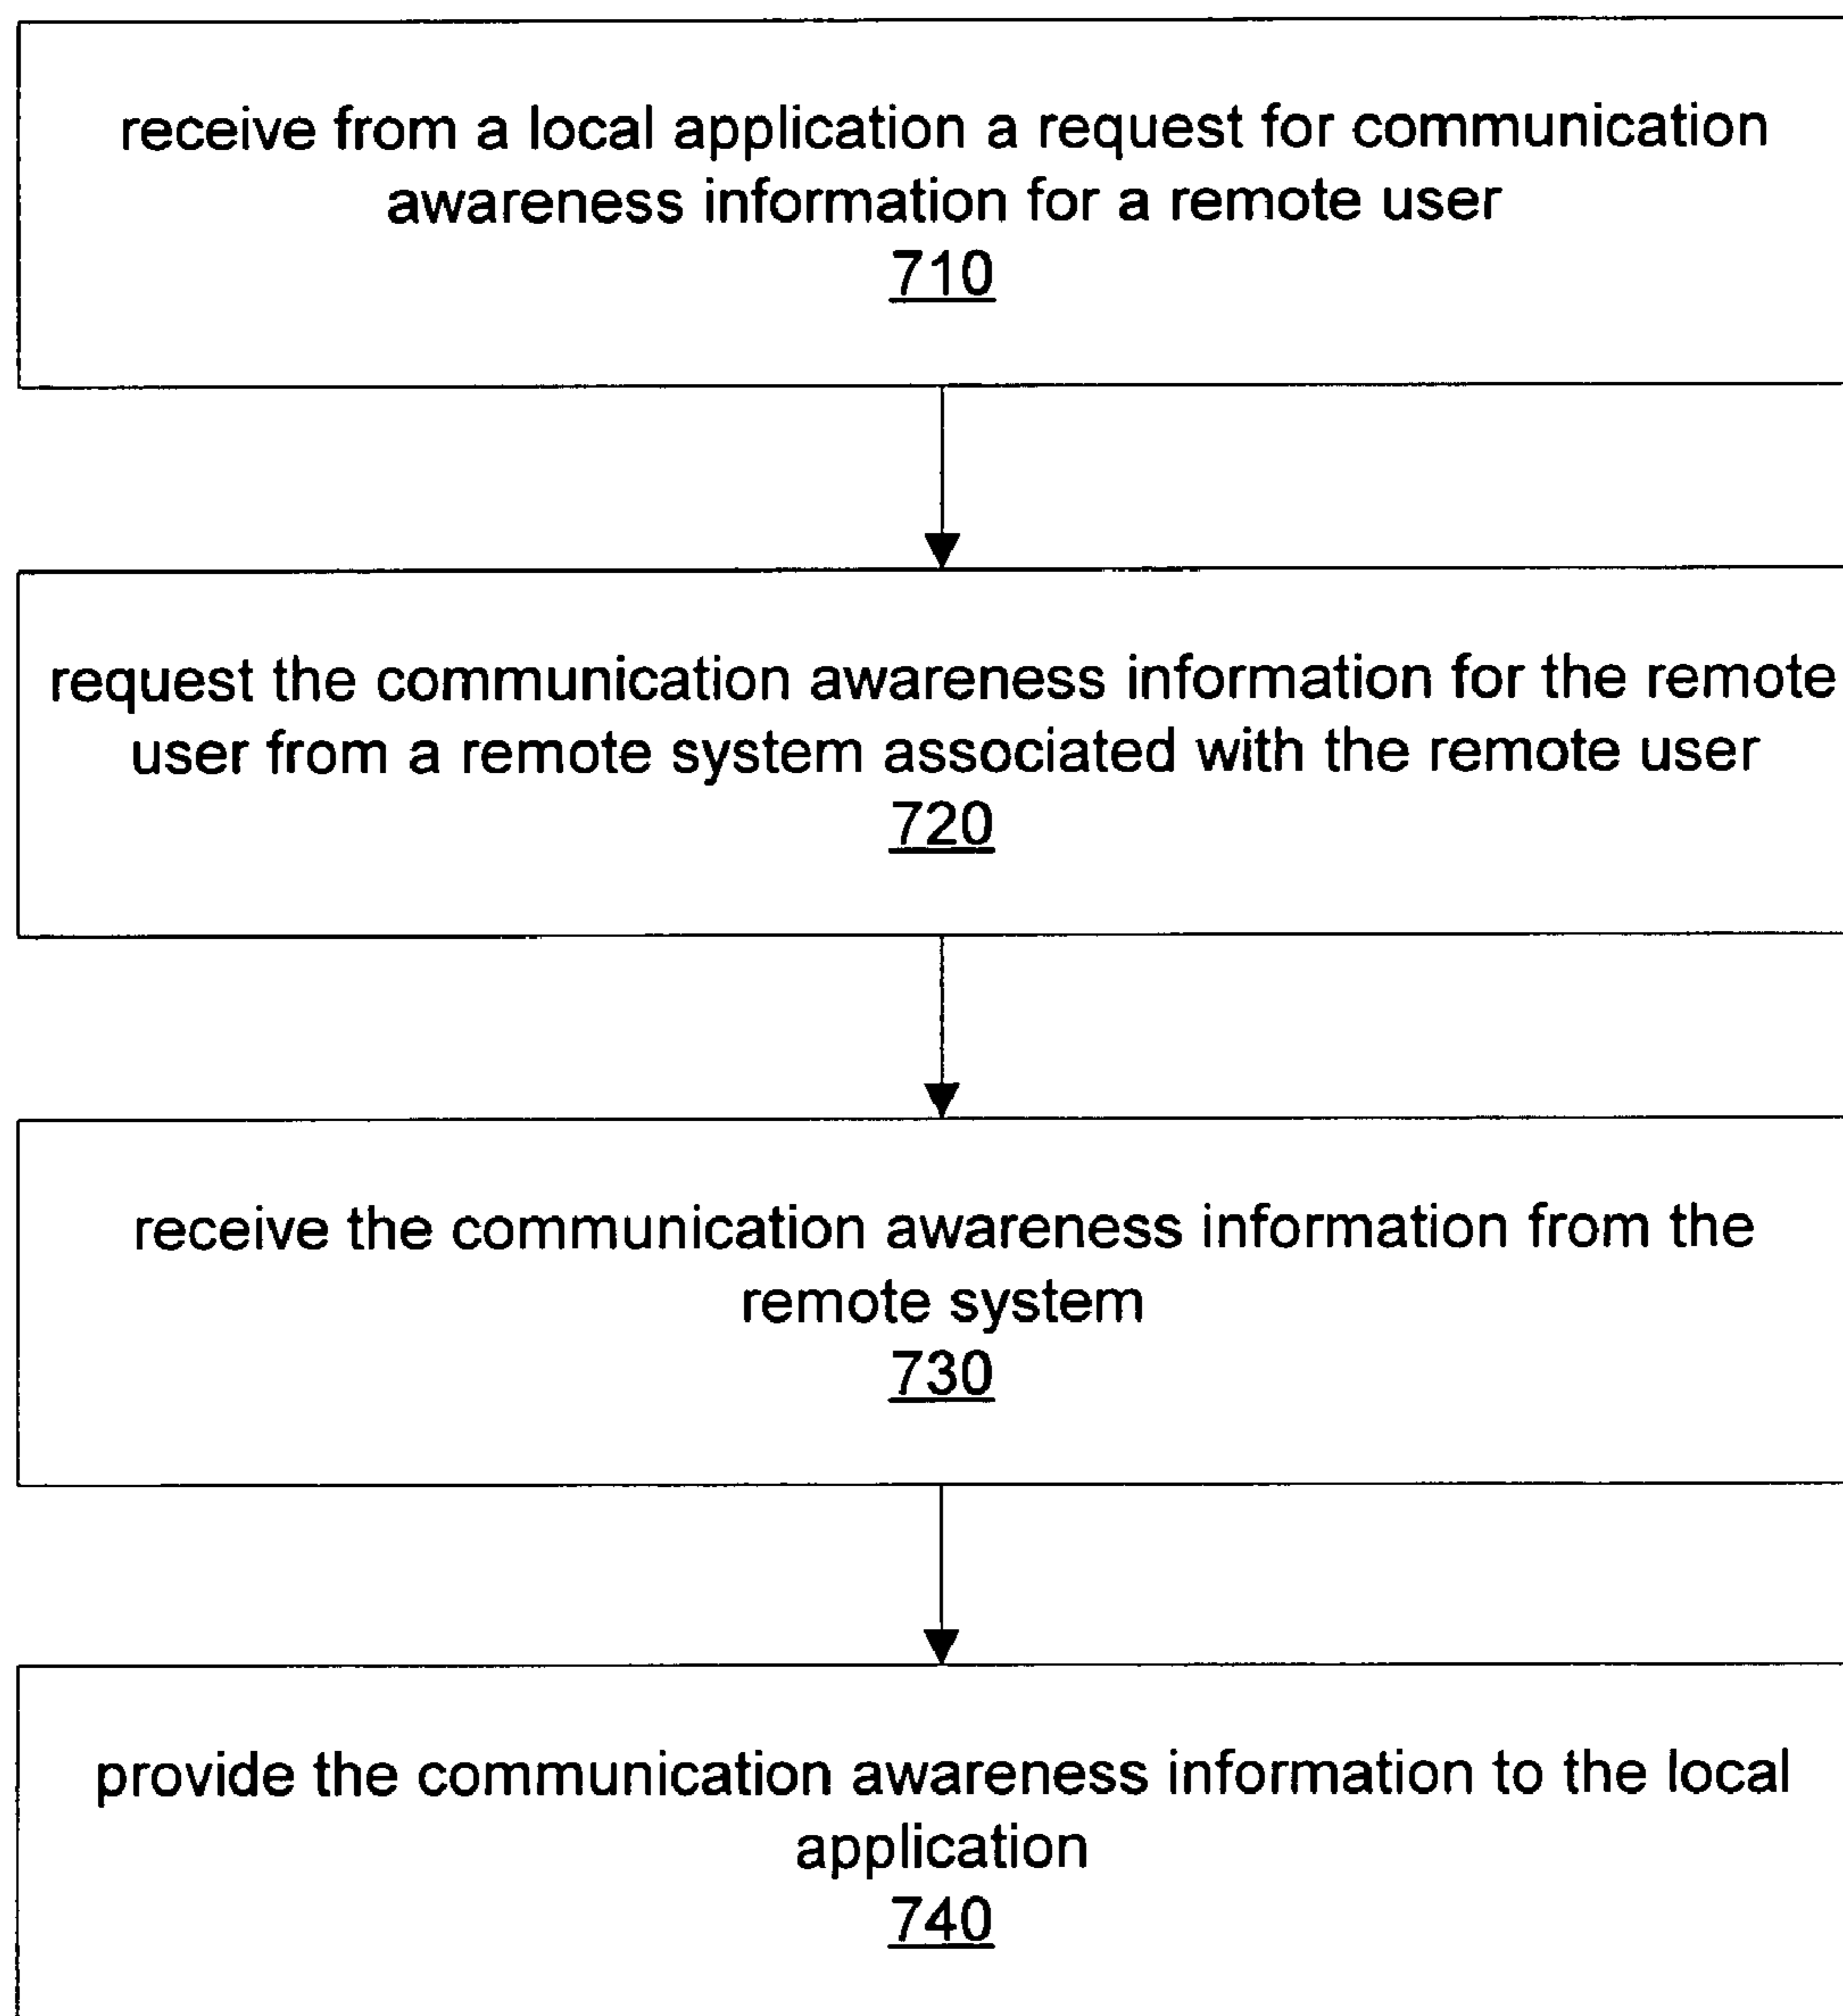 receive from a local application a request for communication
awareness information for a remote user
710
request the communication awareness information for the remote
user from a remote system associated with the remote user
720
receive the communication awareness information from the
remote system
730
provide the communication awareness information to the local
application
740